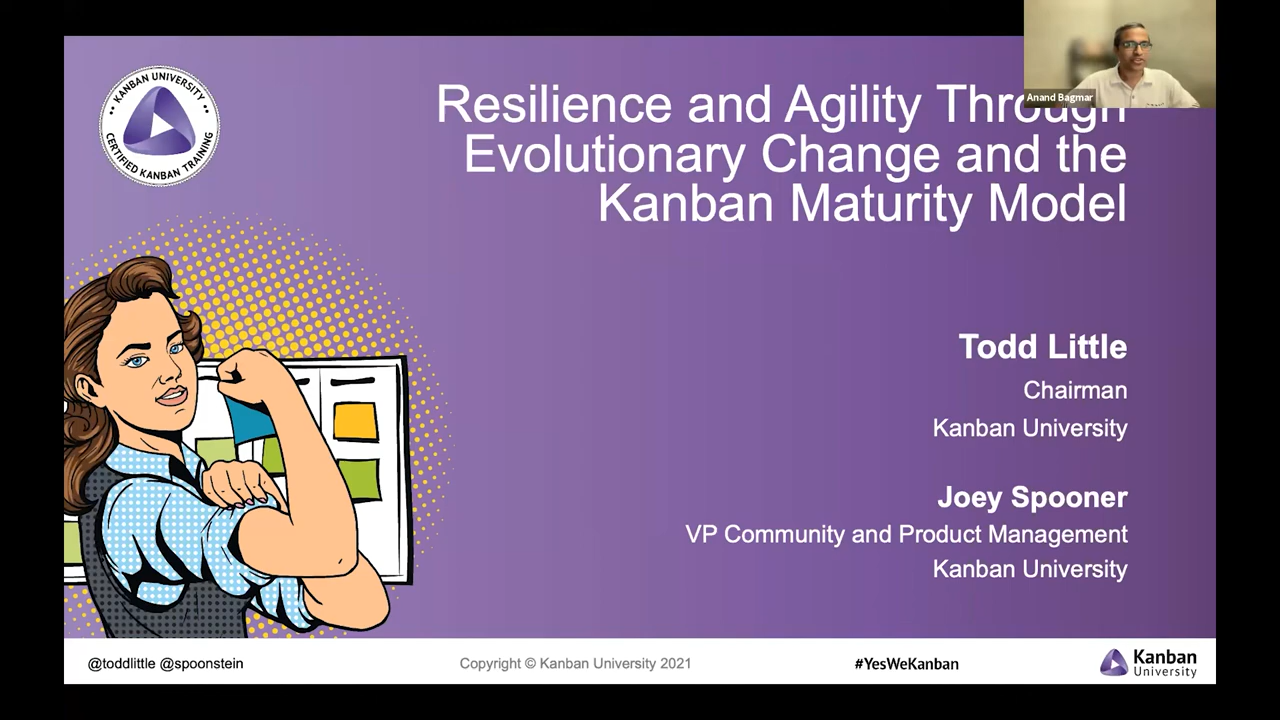 KANBAN UNIVERSITY
CERTIFIED KANBAN TRAINING
Anand Bagmar
Resilience and Agility Through
Evolutionary Change and the
Kanban Maturity Model
Todd Little
Chairman
Kanban University
Joey Spooner
VP Community and Product Management
Kanban University
@toddlittle @spoonstein
Copyright © Kanban University 2021
#YesWeKanban
Kanban
University